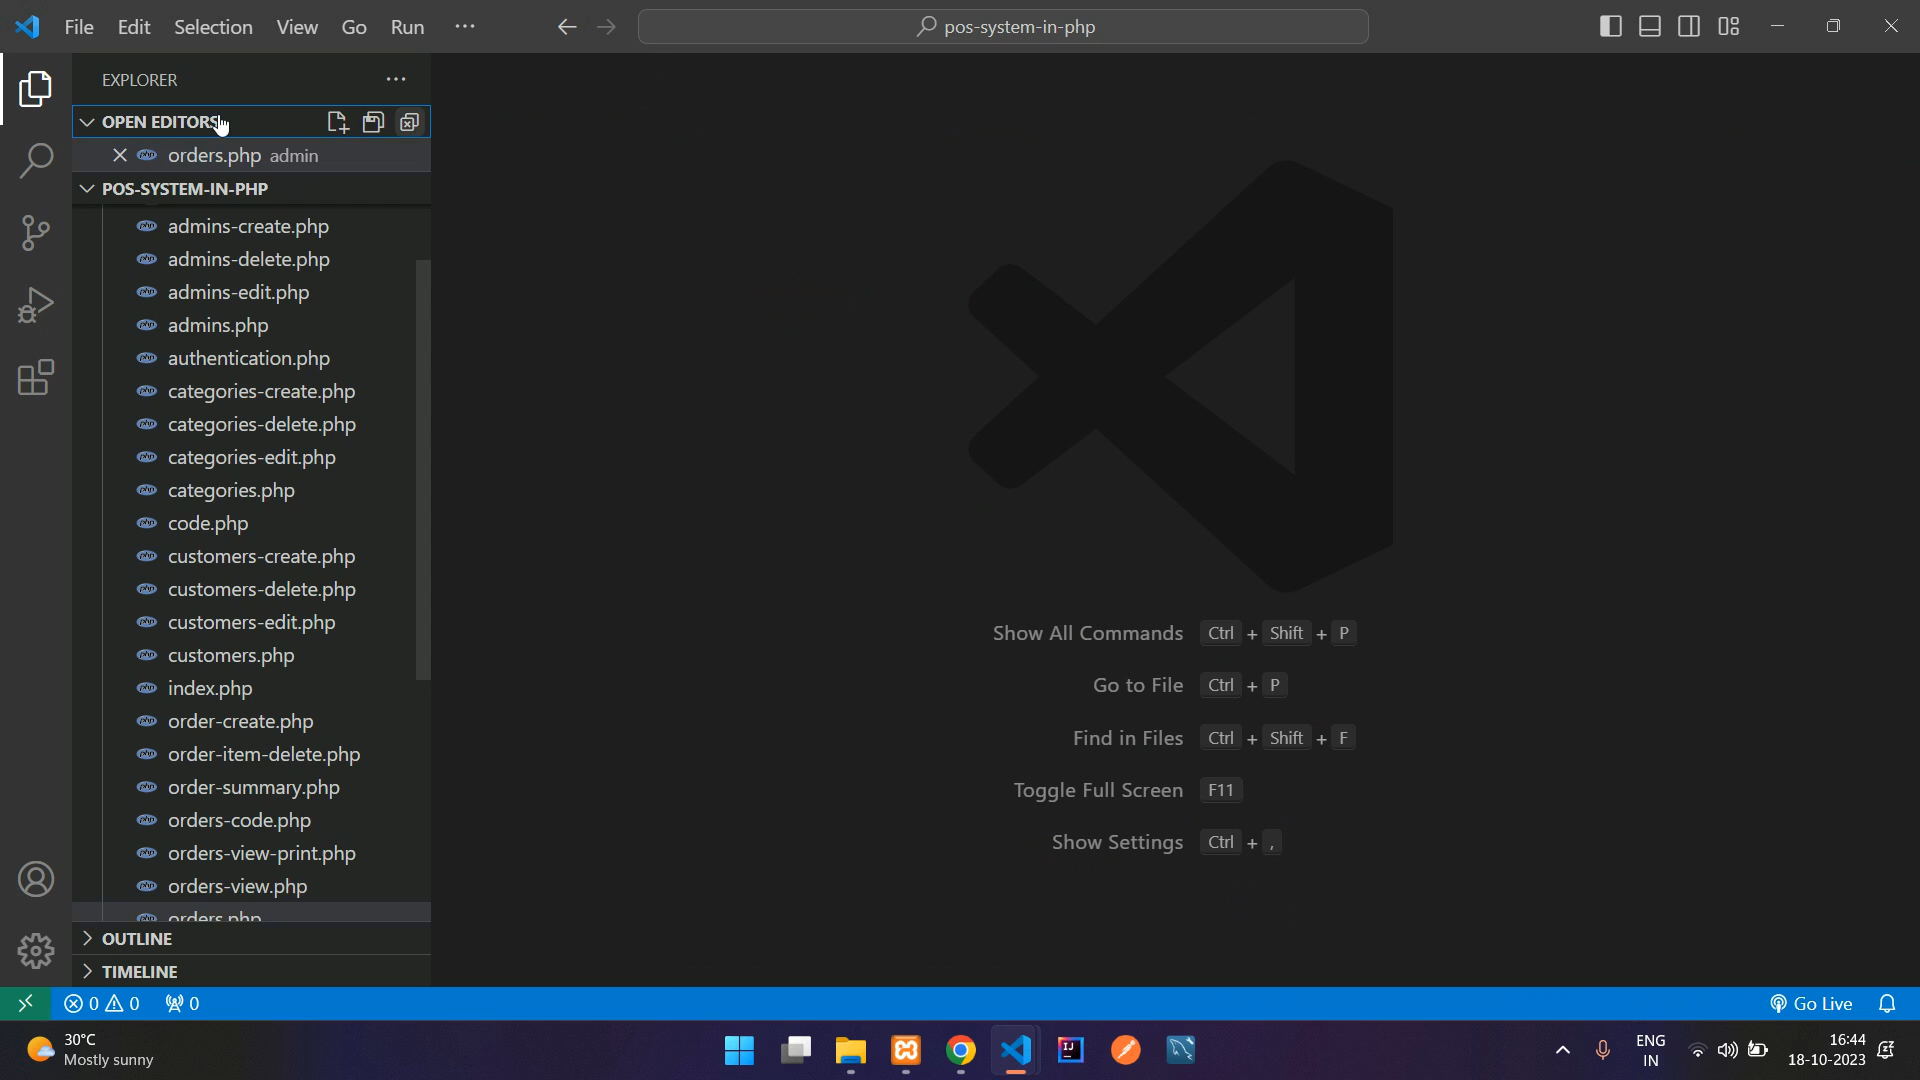 File Edit Selection View Go Run ···
pos-system-in-php
EXPLORER
OPEN EDITORS
orders.php admin
POS-SYSTEM-IN-PHP
admins-create.php
admins-delete.php
admins-edit.php
admins.php
authentication.php
categories-create.php
categories-delete.php
categories-edit.php
categories.php
code.php
customers-create.php
customers-delete.php
customers-edit.php
customers.php
index.php
order-create.php
order-item-delete.php
order-summary.php
orders-code.php
orders-view-print.php
orders-view.php
orders.php
OUTLINE
TIMELINE
Show All Commands Ctrl + Shift + P
Go to File Ctrl + P
Find in Files Ctrl + Shift + F
Toggle Full Screen F11
Show Settings Ctrl + ,
0 0 0
Go Live
30°C
Mostly sunny
ENG
IN
16:44
18-10-2023